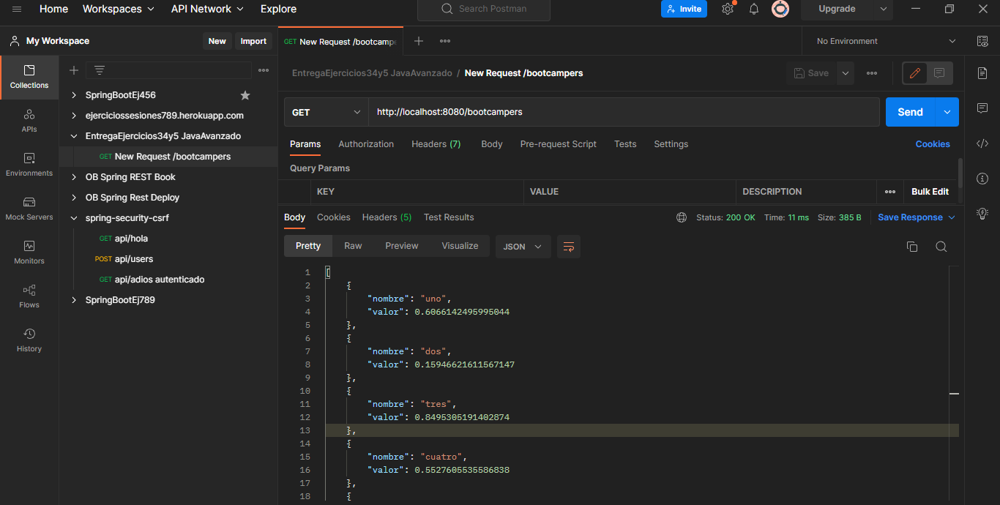 Home Workspaces API Network Explore Search Postman Invite Upgrade
My Workspace New Import GET New Request /bootcamp No Environment
Collections
APIs
Environments
Mock Servers
Monitors
Flows
History
SpringBootEj456
ejerciciossesiones789.herokuapp.com
EntregaEjercicios34y5 JavaAvanzado
GET New Request /bootcampers
OB Spring REST Book
OB Spring Rest Deploy
spring-security-csrf
GET api/hola
POST api/users
GET api/adios autenticado
SpringBootEj789
EntregaEjercicios34y5 JavaAvanzado / New Request /bootcampers Save
GET http://localhost:8080/bootcampers Send
Params Authorization Headers (7) Body Pre-request Script Tests Settings Cookies
Query Params
KEY VALUE DESCRIPTION Bulk Edit
Body Cookies Headers (5) Test Results Status: 200 OK Time: 11 ms Size: 385 B Save Response
Pretty Raw Preview Visualize JSON
1 [
2 {
3 "nombre": "uno",
4 "valor": 0.6066142495995044
5 },
6 {
7 "nombre": "dos",
8 "valor": 0.15946621611567147
9 },
10 {
11 "nombre": "tres",
12 "valor": 0.8495305191402874
13 },
14 {
15 "nombre": "cuatro",
16 "valor": 0.5527605535586838
17 },
18 {